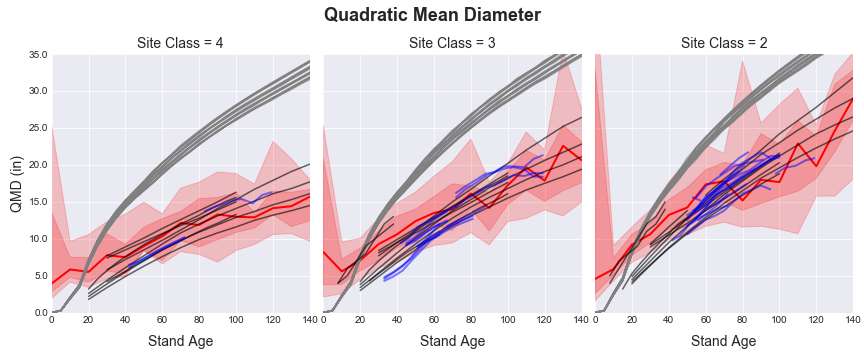 Quadratic Mean Diameter
Site Class = 4
Site Class = 3
Site Class = 2
35.0
30.0
25.0
20.0
15.0
10.0
5.0
0.0
QMD (in)
0 20 40 60 80 100 120 140
0 20 40 60 80 100 120 140
0 20 40 60 80 100 120 140
Stand Age
Stand Age
Stand Age